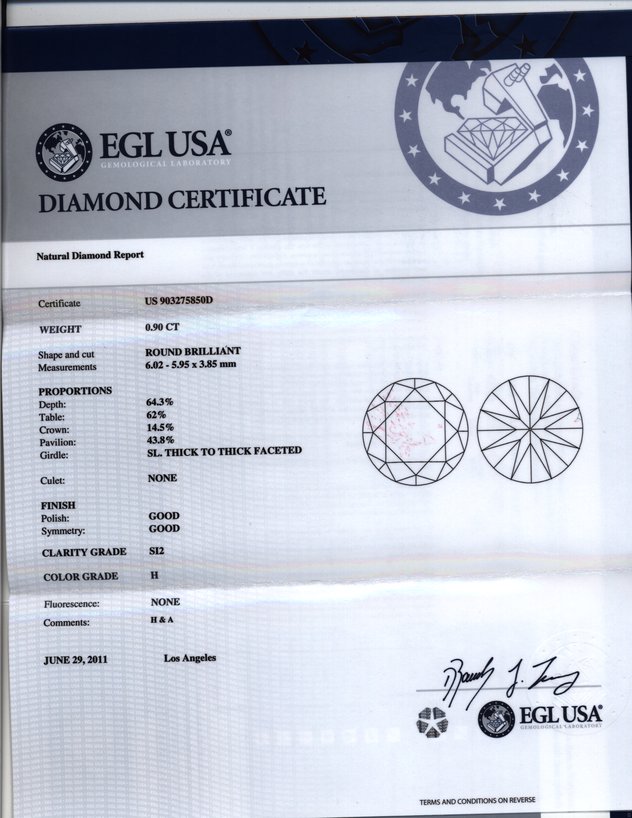 EGL USA®
GEMOLOGICAL LABORATORY
DIAMOND CERTIFICATE
Natural Diamond Report
Certificate US 903275850D
WEIGHT 0.90 CT
Shape and cut ROUND BRILLIANT
Measurements 6.02 - 5.95 x 3.85 mm
PROPORTIONS
Depth: 64.3%
Table: 62%
Crown: 14.5%
Pavilion: 43.8%
Girdle: SL. THICK TO THICK FACETED
Culet: NONE
FINISH
Polish: GOOD
Symmetry: GOOD
CLARITY GRADE SI2
COLOR GRADE H
Fluorescence: NONE
Comments: H & A
JUNE 29, 2011 Los Angeles
EGL USA®
GEMOLOGICAL LABORATORY
TERMS AND CONDITIONS ON REVERSE